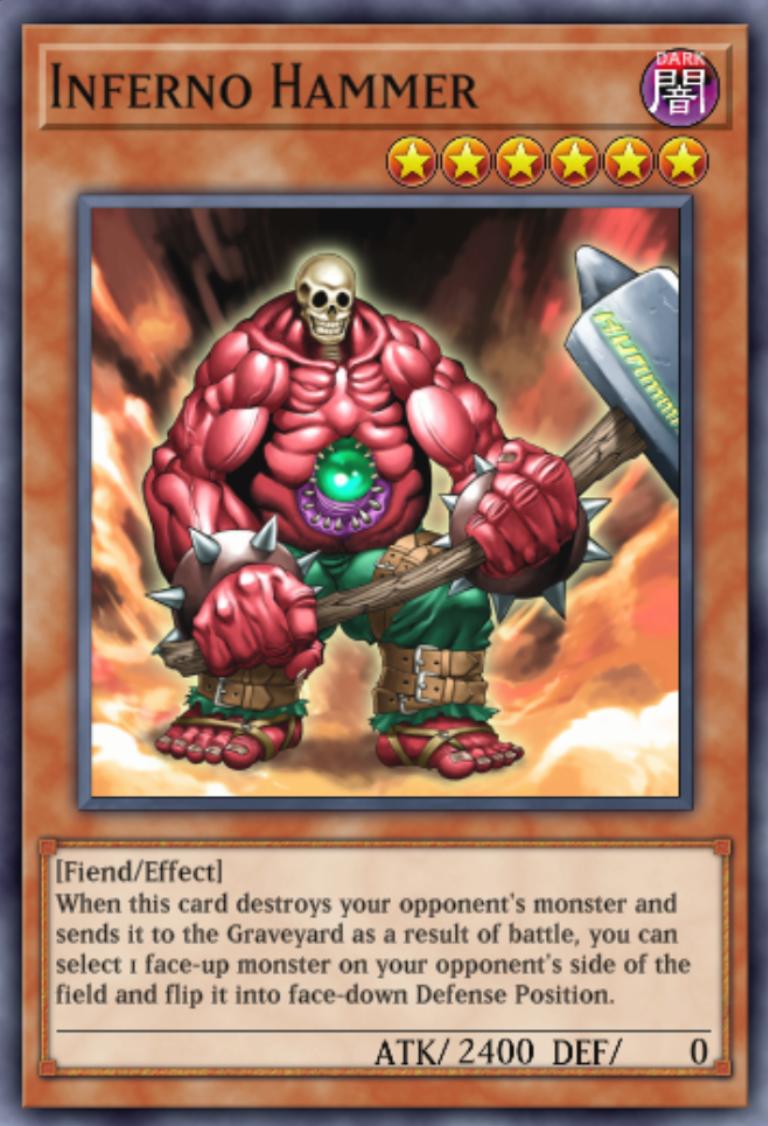 INFERNO HAMMER
DARK
闇
[Fiend/Effect]
When this card destroys your opponent's monster and
sends it to the Graveyard as a result of battle, you can
select 1 face-up monster on your opponent's side of the
field and flip it into face-down Defense Position.
ATK/ 2400 DEF/ 0